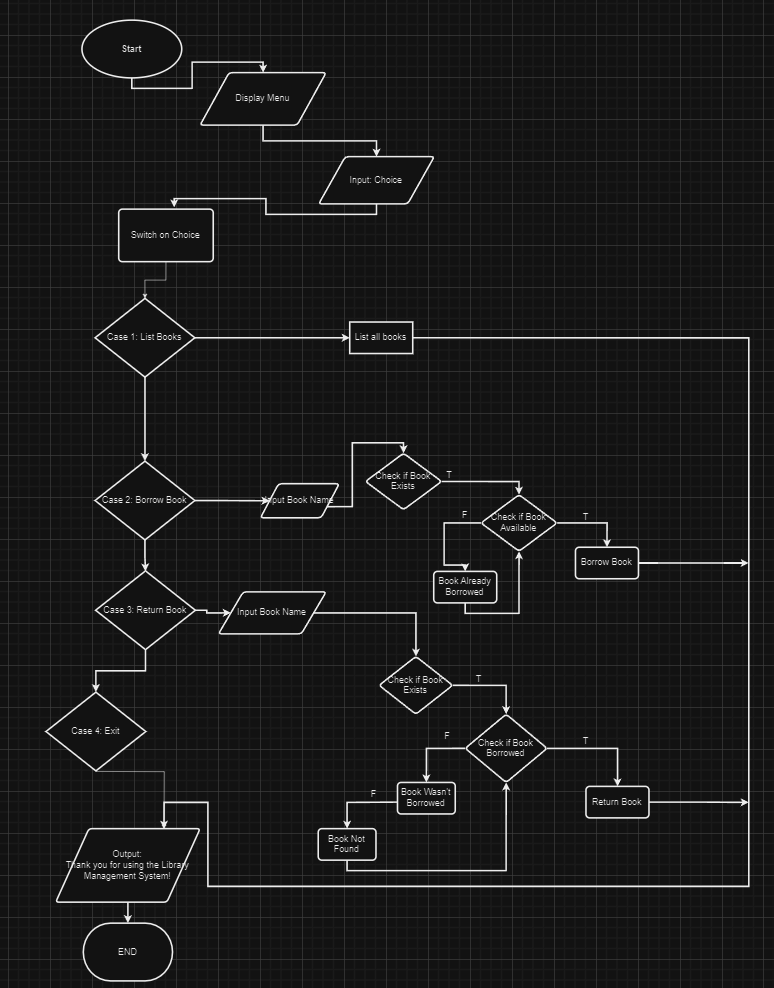 Start
Display Menu
Input: Choice
Switch on Choice
Case 1: List Books
List all books
Case 2: Borrow Book
put Book Name
Check if Book
Exists
T
Check if Book
Available
F
T
Book Already
Borrowed
Borrow Book
Case 3: Return Book
Input Book Name
Check if Book
Exists
T
Check if Book
Borrowed
F
T
Case 4: Exit
Book Wasn't
Borrowed
F
Return Book
Book Not
Found
Output:
Thank you for using the Library
Management System!
END